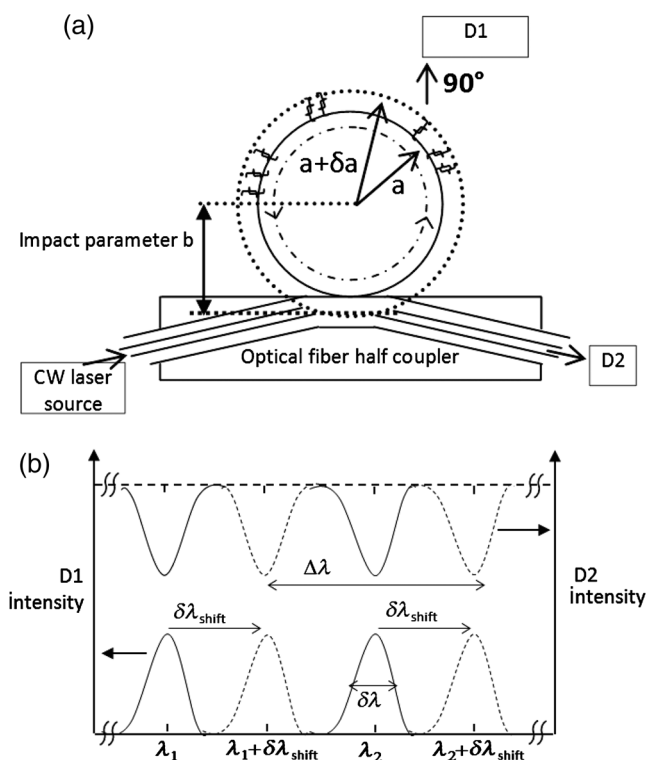 (a)
D1
90°
a+δa
a
Impact parameter b
Optical fiber half coupler
CW laser
source
D2
(b)
Δλ
D1
intensity
D2
Intensity
δλshift
δλshift
δλ
λ1
λ1+δλshift
λ2
λ2+δλshift